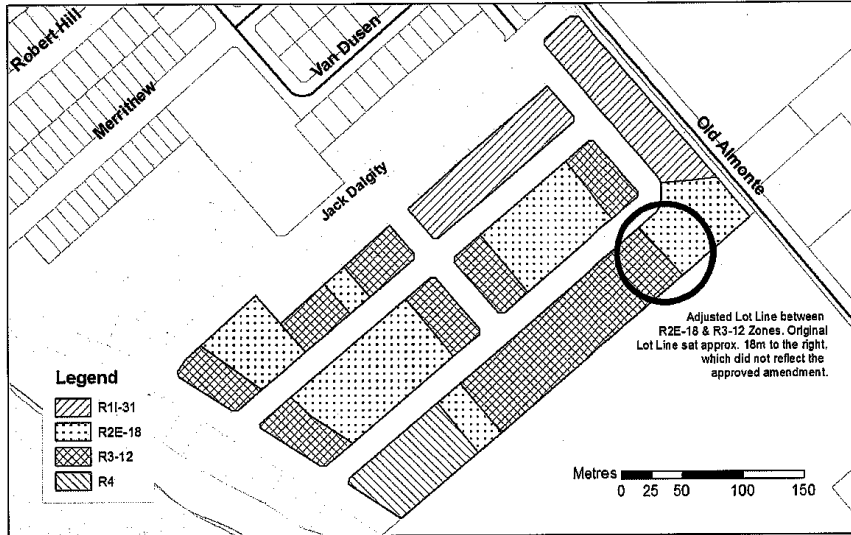 Robert Hill
Merrithew
Van Dusen
Jack Dalgity
Old Almonte
Adjusted Lot Line between
R2E-18 & R3-12 Zones. Original
Lot Line sat approx. 18m to the right,
which did not reflect the
approved amendment.
Legend
R1I-31
R2E-18
R3-12
R4
Metres
0 25 50 100 150